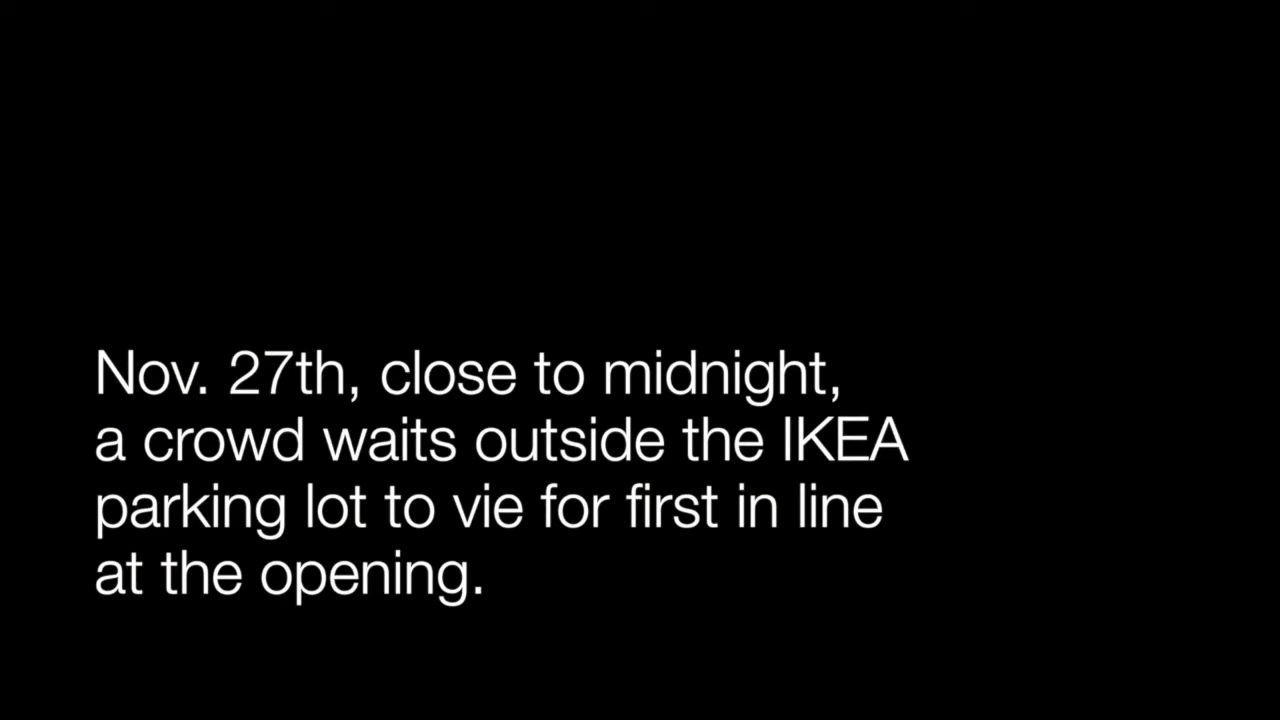 Nov. 27th, close to midnight,
a crowd waits outside the IKEA
parking lot to vie for first in line
at the opening.